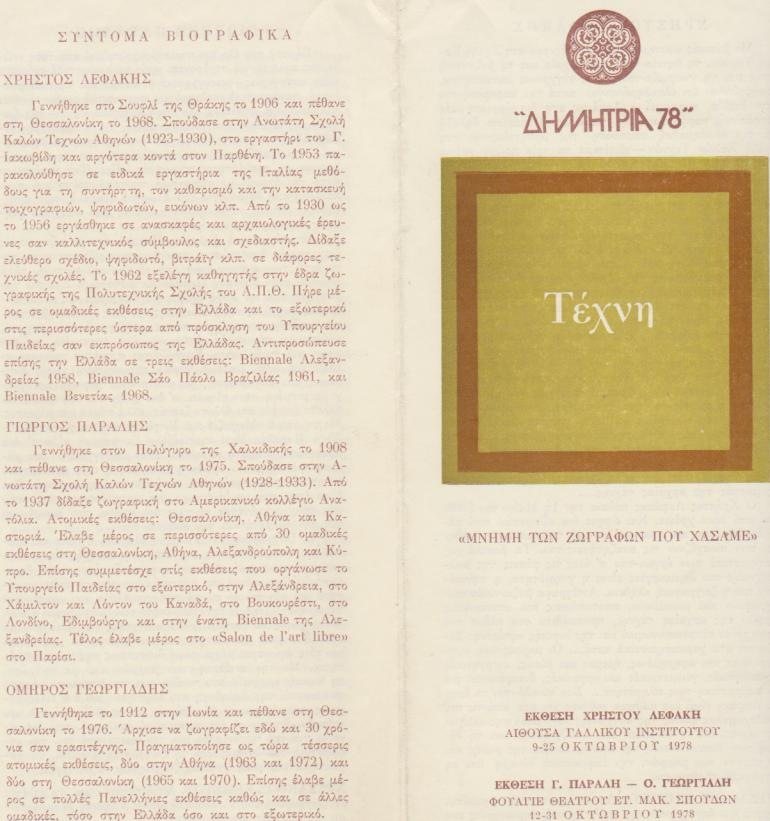 ΣΥΝΤΟΜΑ ΒΙΟΓΡΑΦΙΚΑ
ΧΡΗΣΤΟΣ ΛΕΦΑΚΗΣ
Γεννήθηκε στο Σουφλί της Θράκης το 1906 και πέθανε
στη Θεσσαλονίκη το 1968. Σπούδασε στην Ανωτάτη Σχολή
Καλών Τεχνών Αθηνών (1923-1930), στο εργαστήρι του Γ.
Ιακωβίδη και αργότερα κοντά στον Παρθένη. Το 1953 πα-
ρακολούθησε σε ειδικά εργαστήρια της Ιταλίας μεθό-
δους για τη συντήρητη, τον καθαρισμό και την κατασκευή
τοιχογραφιών, ψηφιδωτών, εικόνων κλπ. Από το 1930 ως
το 1956 εργάσθηκε σε ανασκαφές και αρχαιολογικές έρευ-
νες σαν καλλιτεχνικός σύμβουλος και σχεδιαστής. Δίδαξε
ελεύθερο σχέδιο, ψηφιδωτό, βιτράϊγ κλπ. σε διάφορες τε-
χνικές σχολές. Το 1962 εξελέγη καθηγητής στην έδρα ζω-
γραφικής της Πολυτεχνικής Σχολής του Α.Π.Θ. Πήρε μέ-
ρος σε ομαδικές εκθέσεις στην Ελλάδα και το εξωτερικό
στις περισσότερες ύστερα από πρόσκληση του Υπουργείου
Παιδείας σαν εκπρόσωπος της Ελλάδας. Αντιπροσώπευσε
επίσης την Ελλάδα σε τρεις εκθέσεις: Biennale Αλεξαν-
δρείας 1958, Biennale Σάο Πάολο Βραζιλίας 1961, και
Biennale Βενετίας 1968.
ΓΙΩΡΓΟΣ ΠΑΡΑΛΗΣ
Γεννήθηκε στον Πολύγυρο της Χαλκιδικής το 1908
και πέθανε στη Θεσσαλονίκη το 1975. Σπούδασε στην Α-
νωτάτη Σχολή Καλών Τεχνών Αθηνών (1928-1933). Από
το 1937 δίδαξε ζωγραφική στο Αμερικανικό κολλέγιο Ανα-
τόλια. Ατομικές εκθέσεις: Θεσσαλονίκη, Αθήνα και Κα-
στοριά. Έλαβε μέρος σε περισσότερες από 30 ομαδικές
εκθέσεις στη Θεσσαλονίκη, Αθήνα, Αλεξανδρούπολη και Κύ-
προ. Επίσης συμμετέσχε στίς εκθέσεις που οργάνωσε το
Υπουργείο Παιδείας στο εξωτερικό, στην Αλεξάνδρεια, στο
Χάμιλτον και Λόντον του Καναδά, στο Βουκουρέστι, στο
Λονδίνο, Εδιμβούργο και στην ένατη Biennale της Αλε-
ξανδρείας. Τέλος έλαβε μέρος στο «Salon de l'art libre»
στο Παρίσι.
ΟΜΗΡΟΣ ΓΕΩΡΓΙΑΔΗΣ
Γεννήθηκε το 1912 στην Ιωνία και πέθανε στη Θεσ-
σαλονίκη το 1976. Άρχισε να ζωγραφίζει εδώ και 30 χρό-
νια σαν ερασιτέχνης. Πραγματοποίησε ως τώρα τέσσερις
ατομικές εκθέσεις, δύο στην Αθήνα (1963 και 1972) και
δύο στη Θεσσαλονίκη (1965 και 1970). Επίσης έλαβε μέ-
ρος σε πολλές Πανελλήνιες εκθέσεις καθώς και σε άλλες
ομαδικές, τόσο στην Ελλάδα όσο και στο εξωτερικό.
"ΔΗΜΗΤΡΙΑ 78"
Τέχνη
«ΜΝΗΜΗ ΤΩΝ ΖΩΓΡΑΦΩΝ ΠΟΥ ΧΑΣΑΜΕ»
ΕΚΘΕΣΗ ΧΡΗΣΤΟΥ ΛΕΦΑΚΗ
ΑΙΘΟΥΣΑ ΓΑΛΛΙΚΟΥ ΙΝΣΤΙΤΟΥΤΟΥ
9-25 ΟΚΤΩΒΡΙΟΥ 1978
ΕΚΘΕΣΗ Γ. ΠΑΡΑΛΗ — Ο. ΓΕΩΡΓΙΑΔΗ
ΦΟΥΑΓΙΕ ΘΕΑΤΡΟΥ ΕΤ. ΜΑΚ. ΣΠΟΥΔΩΝ
12-31 ΟΚΤΩΒΡΙΟΥ 1978